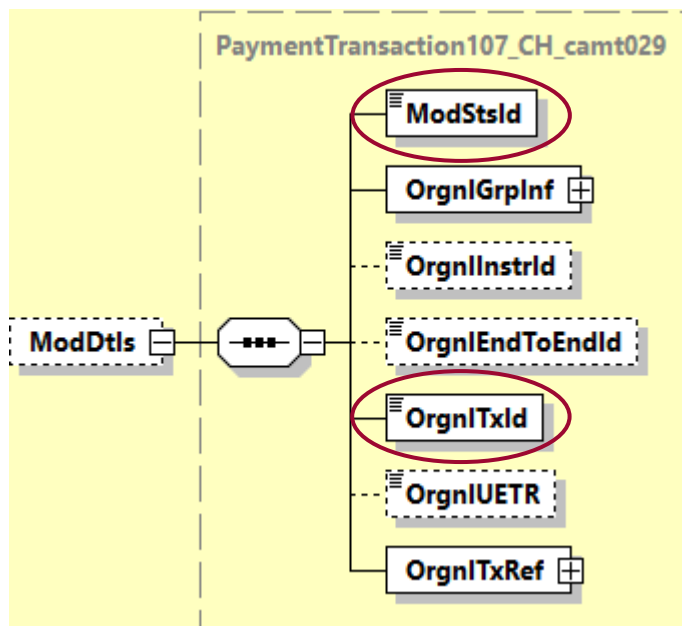 PaymentTransaction107_CH_camt029
ModStsId
OrgnlGrpInf
OrgnlInstrId
ModDtls
OrgnlEndToEndId
OrgnlTxId
OrgnlUETR
OrgnlTxRef